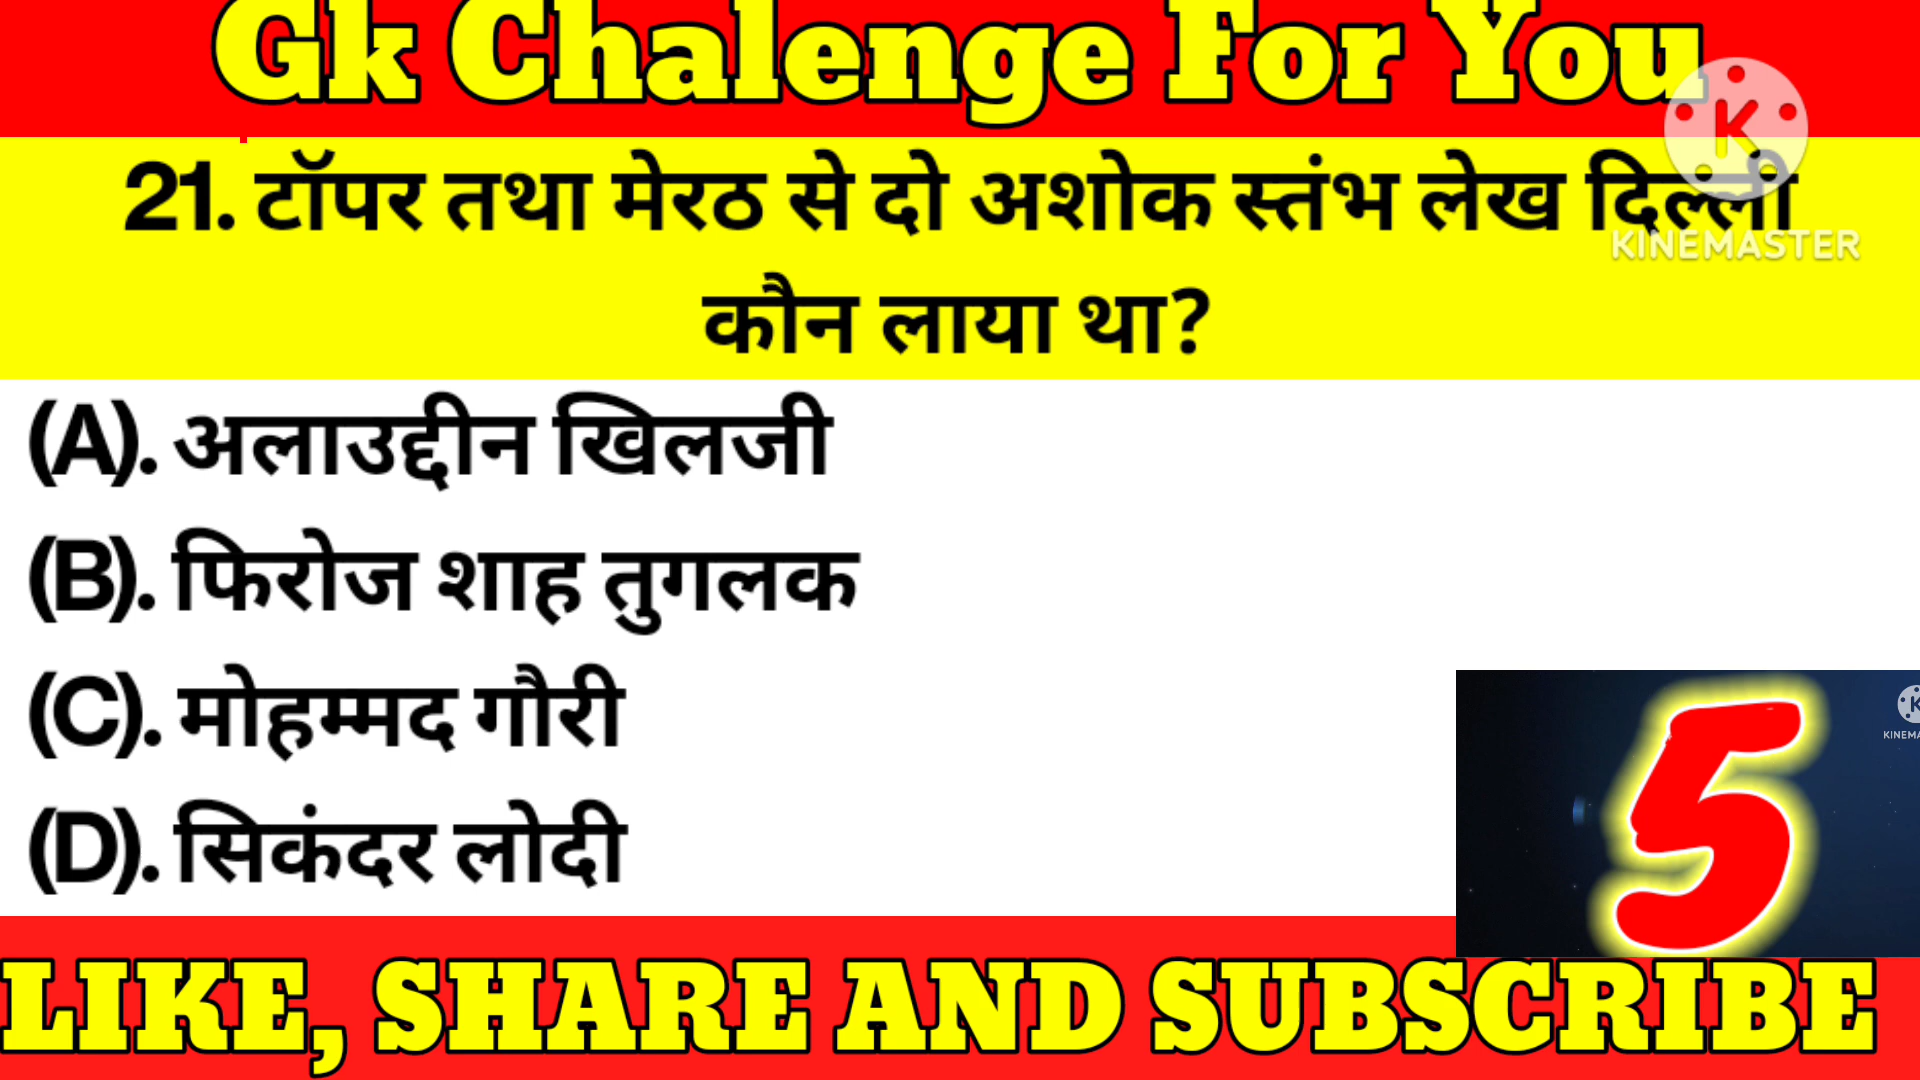 Gk Chalenge For You
21. टॉपर तथा मेरठ से दो अशोक स्तंभ लेख दिल्ली
KINEMASTER
कौन लाया था?
(A). अलाउद्दीन खिलजी
(B). फिरोज शाह तुगलक
(C). मोहम्मद गौरी
(D). सिकंदर लोदी
K
KINEMA
5
LIKE, SHARE AND SUBSCRIBE